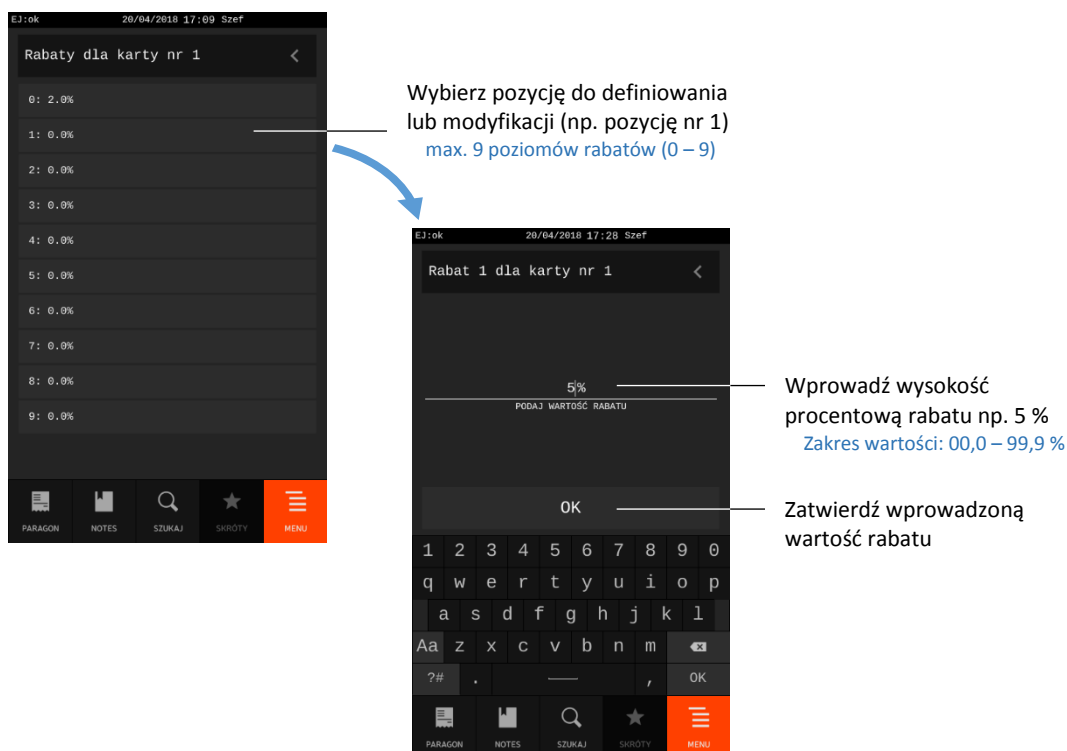 EJ:ok 20/04/2018 17:09 Szef
Rabaty dla karty nr 1
0: 2.0%
1: 0.0%
2: 0.0%
3: 0.0%
4: 0.0%
5: 0.0%
6: 0.0%
7: 0.0%
8: 0.0%
9: 0.0%
PARAGON NOTES SZUKAJ SKRÓTY MENU
Wybierz pozycję do definiowania
lub modyfikacji (np. pozycję nr 1)
max. 9 poziomów rabatów (0 – 9)
EJ:ok 20/04/2018 17:28 Szef
Rabat 1 dla karty nr 1
5%
PODAJ WARTOŚĆ RABATU
OK
1 2 3 4 5 6 7 8 9 0
q w e r t y u i o p
a s d f g h j k l
Aa z x c v b n m
?# . , OK
PARAGON NOTES SZUKAJ SKRÓTY MENU
Wprowadź wysokość
procentową rabatu np. 5 %
Zakres wartości: 00,0 – 99,9 %
Zatwierdź wprowadzoną
wartość rabatu